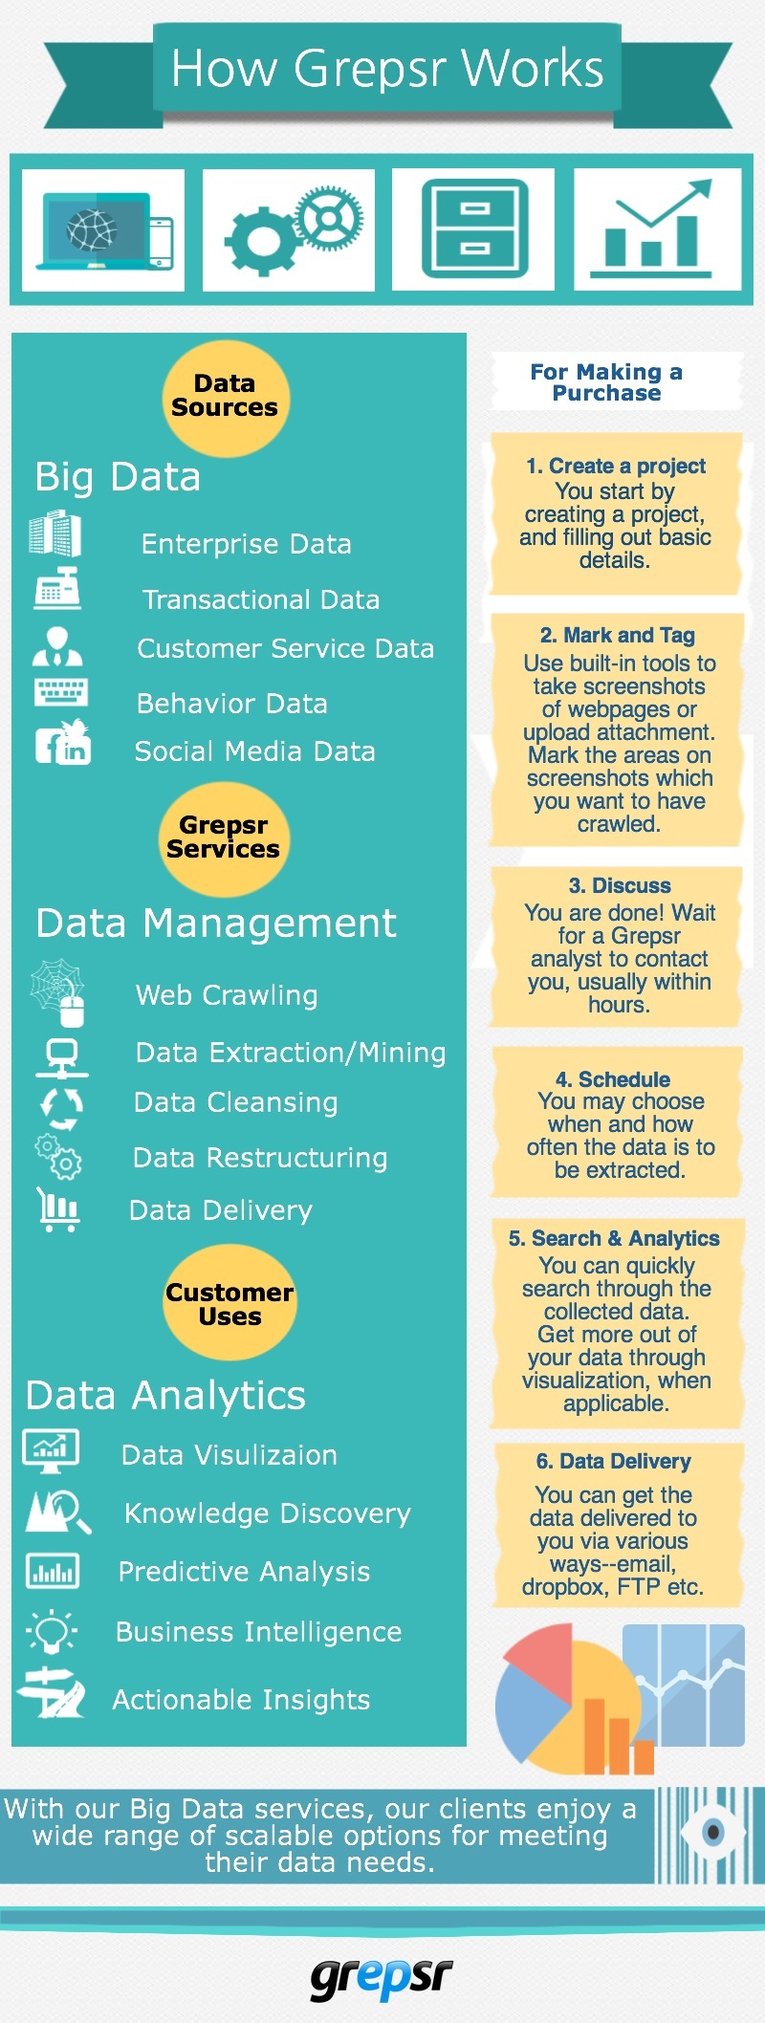 How Grepsr Works
Data
Sources
Big Data
Enterprise Data
Transactional Data
Customer Service Data
Behavior Data
f in
Social Media Data
Grepsr
Services
Data Management
Web Crawling
Data Extraction/Mining
Data Cleansing
Data Restructuring
Data Delivery
Customer
Uses
Data Analytics
Data Visulizaion
Knowledge Discovery
Predictive Analysis
Business Intelligence
Actionable Insights
For Making a
Purchase
1. Create a project
You start by
creating a project,
and filling out basic
details.
2. Mark and Tag
Use built-in tools to
take screenshots
of webpages or
upload attachment.
Mark the areas on
screenshots which
you want to have
crawled.
3. Discuss
You are done! Wait
for a Grepsr
analyst to contact
you, usually within
hours.
4. Schedule
You may choose
when and how
often the data is to
be extracted.
5. Search & Analytics
You can quickly
search through the
collected data.
Get more out of
your data through
visualization, when
applicable.
6. Data Delivery
You can get the
data delivered to
you via various
ways--email,
dropbox, FTP etc.
With our Big Data services, our clients enjoy a
wide range of scalable options for meeting
their data needs.
grepsr